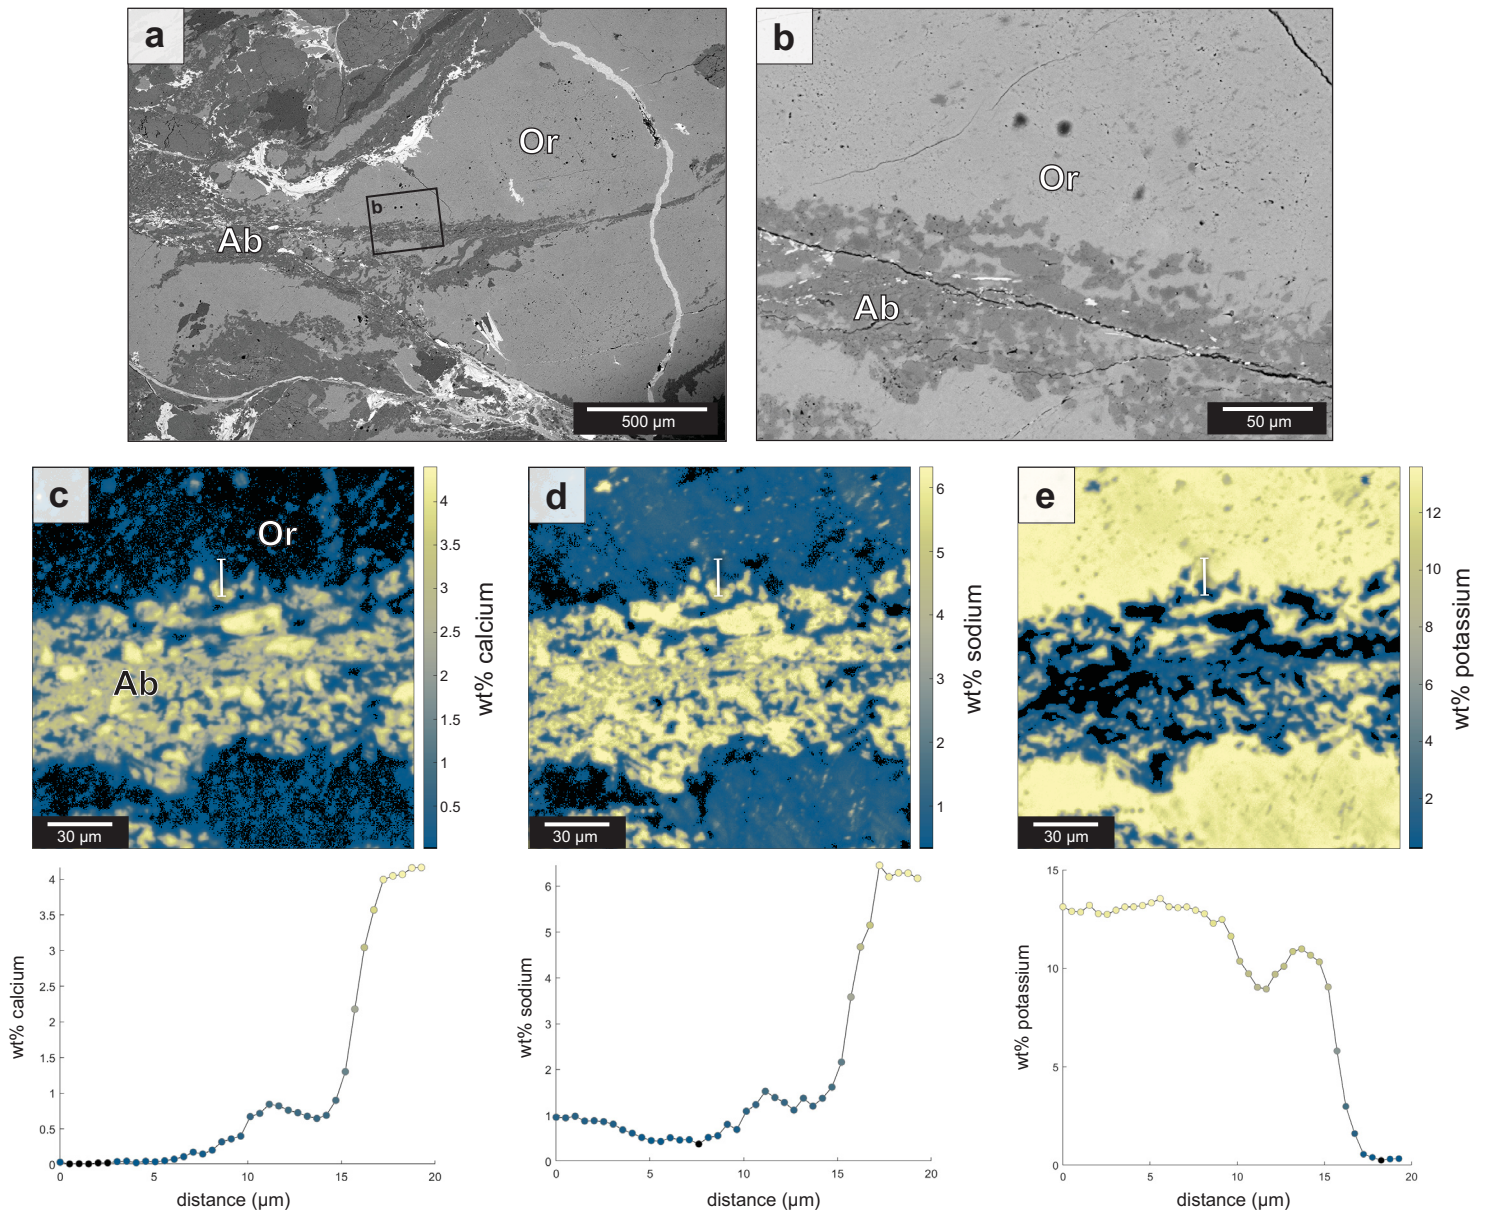 a
Or
b
Ab
500 µm
b
Or
Ab
50 µm
c
Or
Ab
30 µm
4
3.5
3
2.5
2
1.5
1
0.5
wt% calcium
d
30 µm
6
5
4
3
2
1
wt% sodium
e
30 µm
12
10
8
6
4
2
wt% potassium
4
3.5
3
2.5
2
1.5
1
0.5
0
wt% calcium
0 5 10 15 20
distance (µm)
6
5
4
3
2
1
0
wt% sodium
0 5 10 15 20
distance (µm)
15
10
5
0
wt% potassium
0 5 10 15 20
distance (µm)